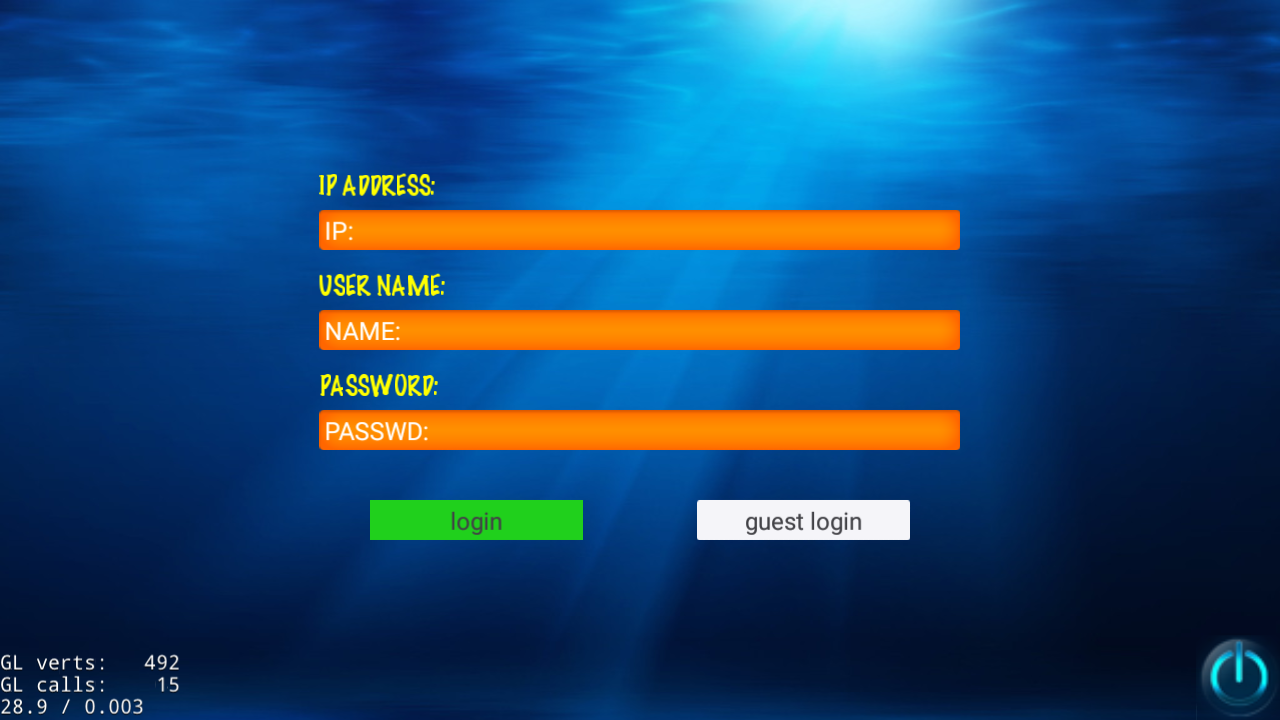 IP ADDRESS:
IP:
USER NAME:
NAME:
PASSWORD:
PASSWD:
login
guest login
GL verts: 492
GL calls: 15
28.9 / 0.003